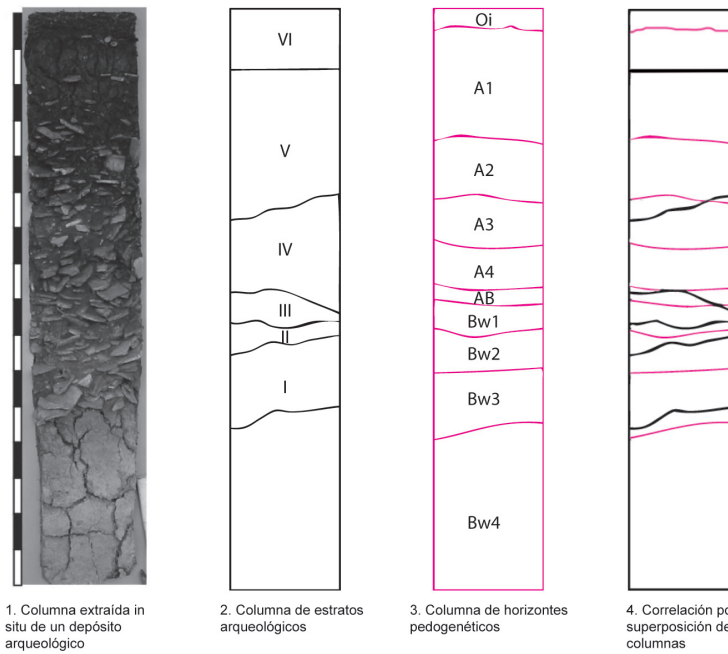 VI
V
IV
III
II
I
Oi
A1
A2
A3
A4
AB
Bw1
Bw2
Bw3
Bw4
1. Columna extraída in
situ de un depósito
arqueológico
2. Columna de estratos
arqueológicos
3. Columna de horizontes
pedogenéticos
4. Correlación po
superposición de
columnas